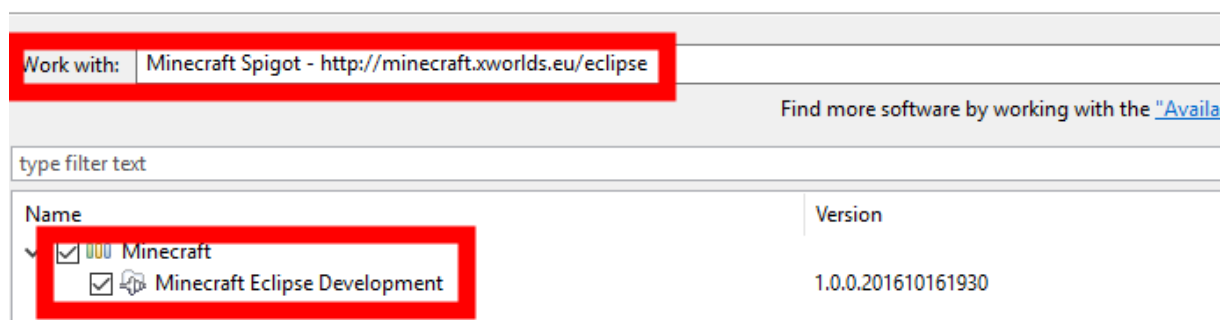 Work with: Minecraft Spigot - http://minecraft.xworlds.eu/eclipse
Find more software by working with the "Availa
type filter text
Name Version
Minecraft
Minecraft Eclipse Development 1.0.0.201610161930